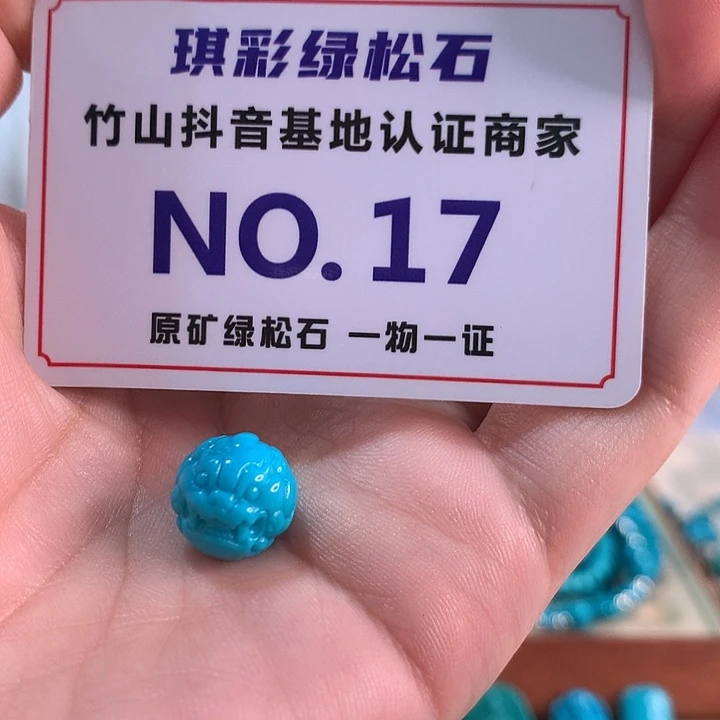 琪彩绿松石
竹山抖音基地认证商家
NO.17
原矿绿松石 一物一证